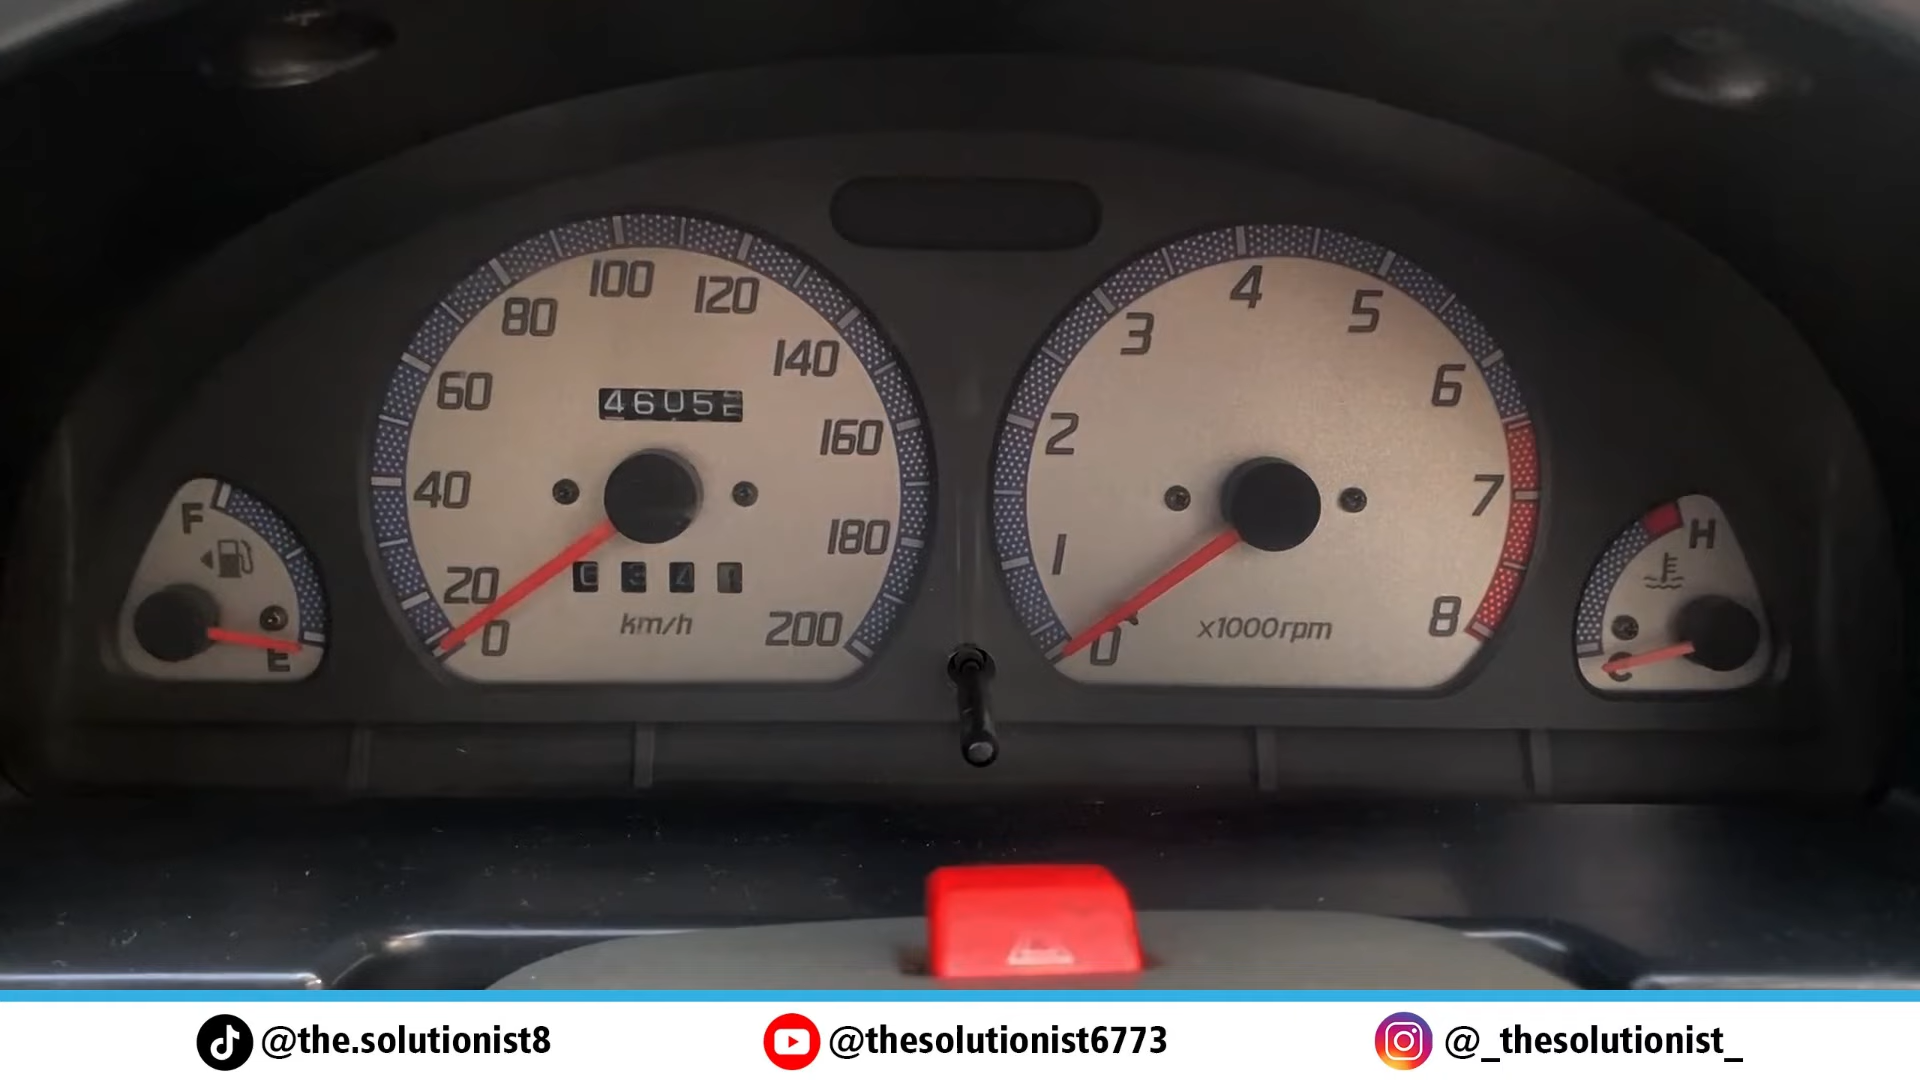 100
120
80
4
5
3
140
60
6
4605
160
2
40
7
180
F
H
1
20
8
200
0
km/h
x1000rpm
0
E
C
@the.solutionist8
@thesolutionist6773
@_thesolutionist_